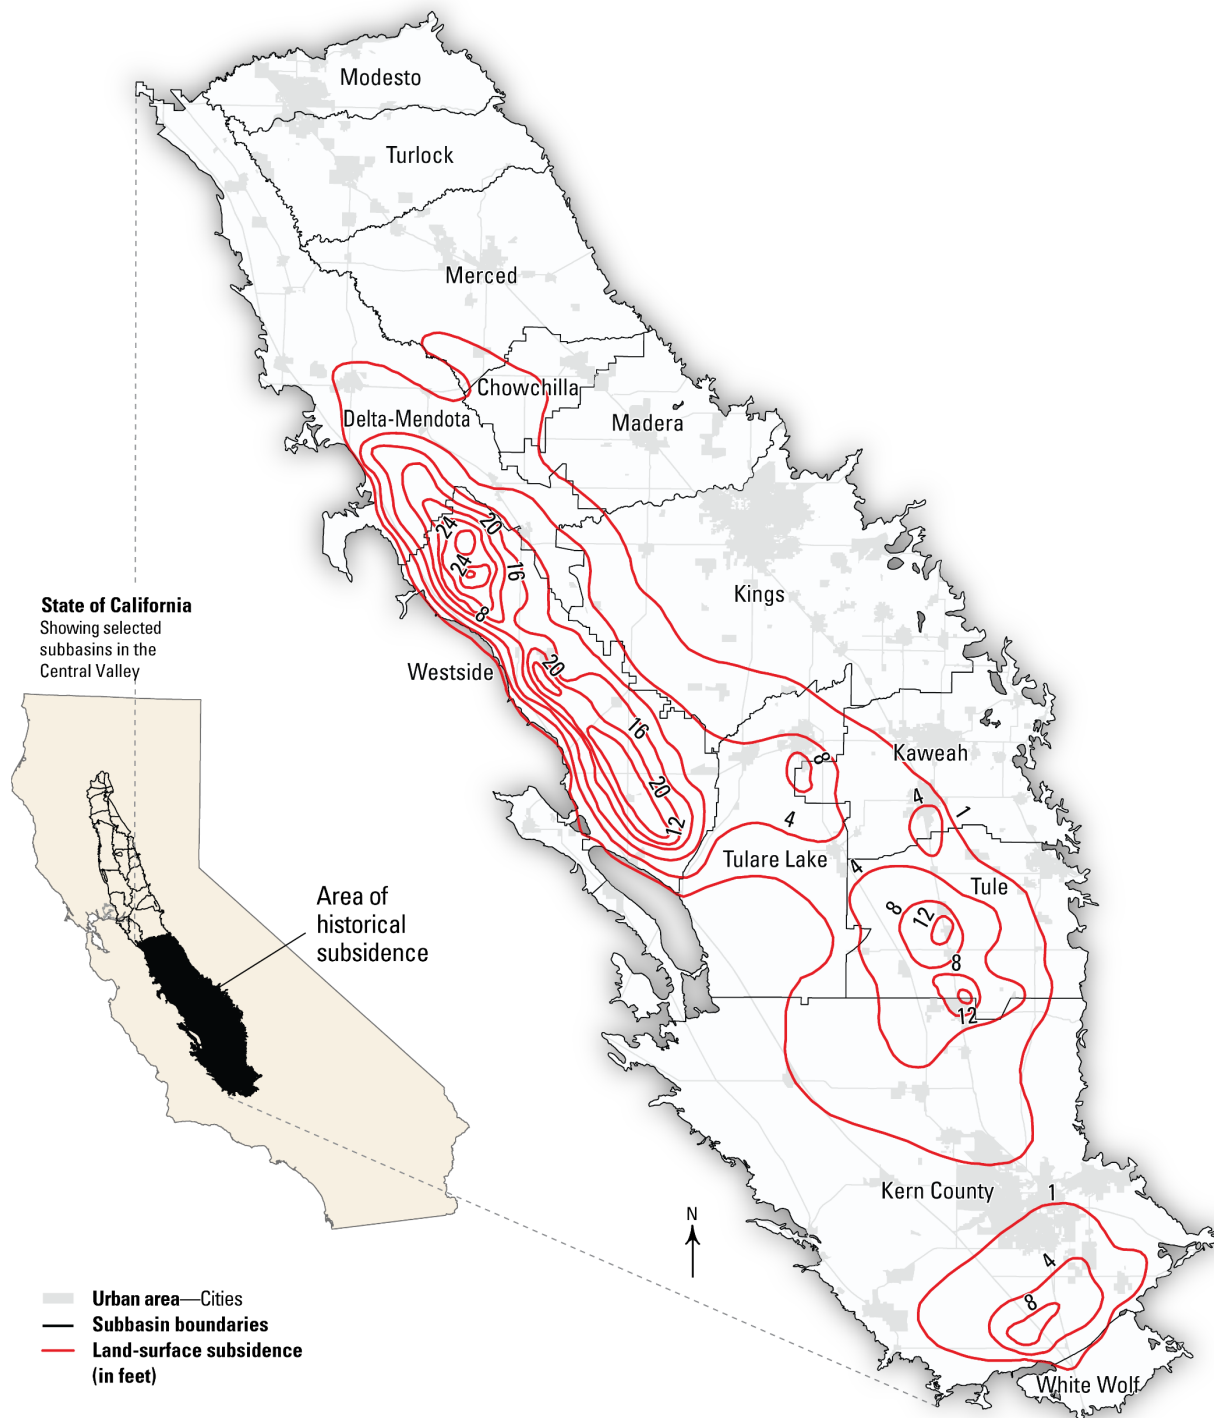 Modesto
Turlock
Merced
Chowchilla
Delta-Mendota
Madera
24
20
24
16
8
Kings
State of California
Showing selected
subbasins in the
Central Valley
Westside
20
16
20
12
8
Kaweah
4
1
4
Tulare Lake
4
Tule
8
12
8
12
Area of
historical
subsidence
Kern County
1
4
8
White Wolf
N
Urban area—Cities
Subbasin boundaries
Land-surface subsidence
(in feet)